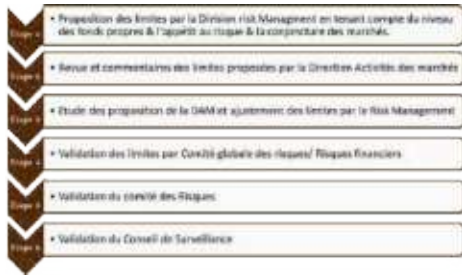 • Proposition des limites par la Division risk Managment en tenant compte du niveau
des fonds propres & l'appétit au risque & la conjoncture des marchés.
• Revue et commentaires des limites proposées par la Direction Activités des marchés
• Etude des proposition de la DAM et ajustement des limites par le Risk Management
• Validation des limites par Comité globale des risques/ Risques financiers
• Validation du comité des Risques
• Validation du Conseil de Surveillance